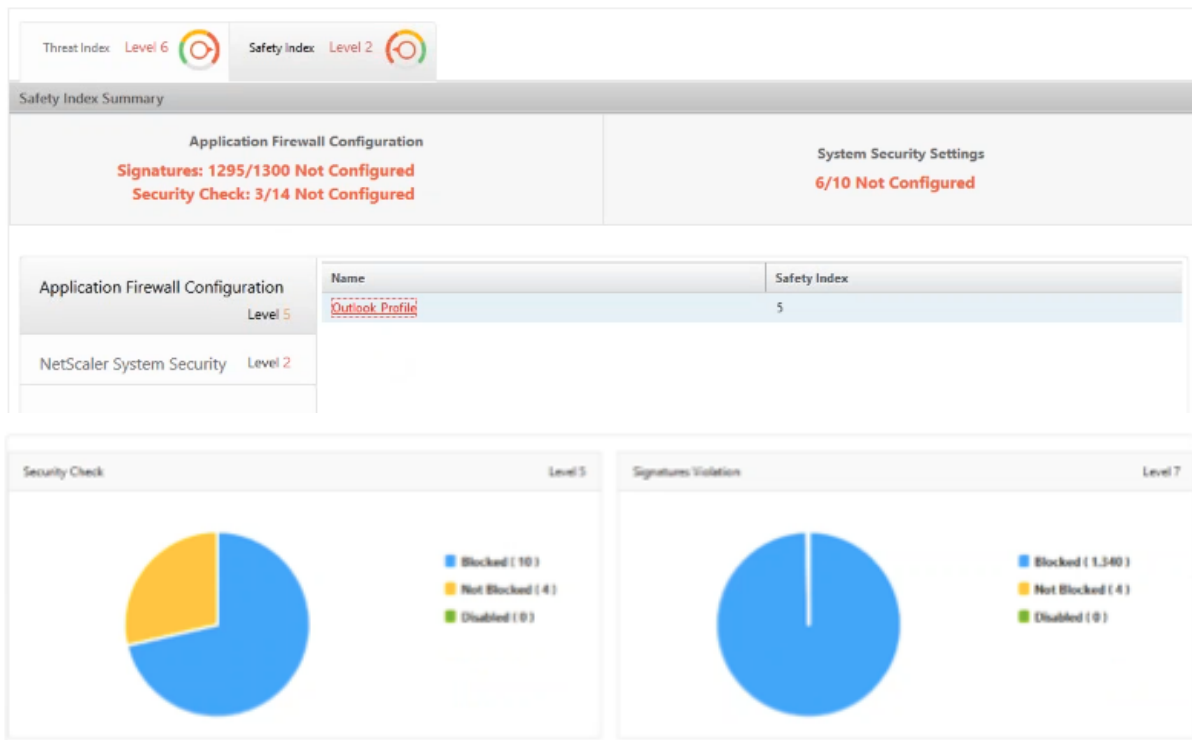 Threat Index Level 6 Safety Index Level 2
Safety Index Summary
Application Firewall Configuration
Signatures: 1295/1300 Not Configured
Security Check: 3/14 Not Configured
System Security Settings
6/10 Not Configured
Application Firewall Configuration
Level 5
NetScaler System Security Level 2
Name Safety Index
Outlook Profile 5
Security Check Level 5
Blocked ( 10 )
Not Blocked ( 4 )
Disabled ( 0 )
Signatures Violation Level 7
Blocked ( 1.340 )
Not Blocked ( 4 )
Disabled ( 0 )